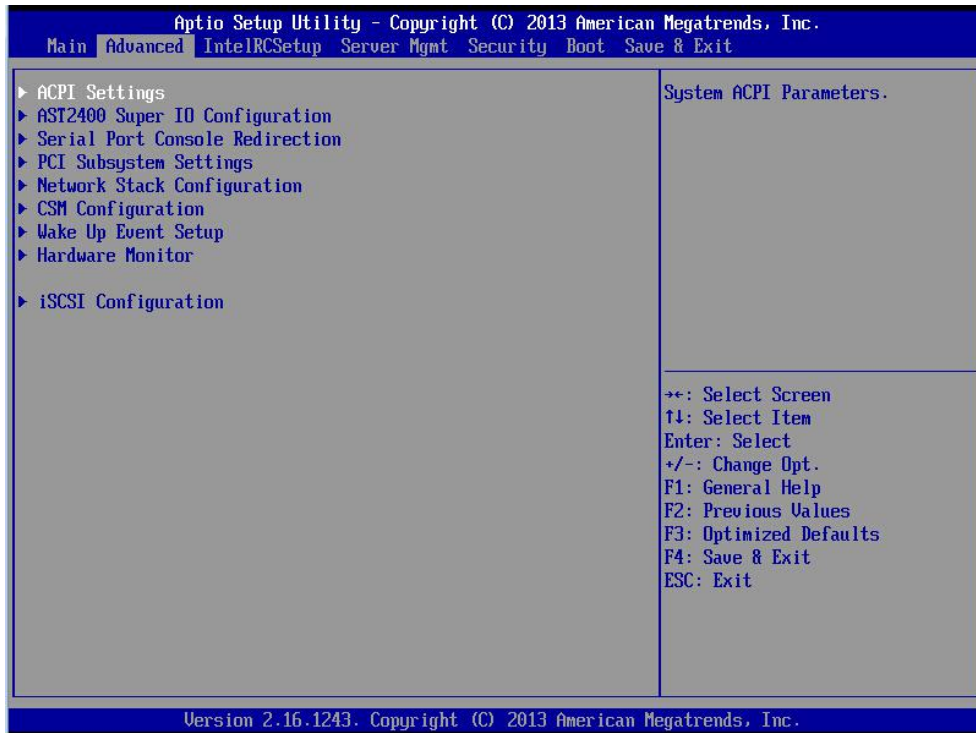 Aptio Setup Utility - Copyright (C) 2013 American Megatrends, Inc.
Main Advanced IntelRCSetup Server Mgmt Security Boot Save & Exit
▶ ACPI Settings
▶ AST2400 Super IO Configuration
▶ Serial Port Console Redirection
▶ PCI Subsystem Settings
▶ Network Stack Configuration
▶ CSM Configuration
▶ Wake Up Event Setup
▶ Hardware Monitor
▶ iSCSI Configuration
System ACPI Parameters.
→←: Select Screen
↑↓: Select Item
Enter: Select
+/-: Change Opt.
F1: General Help
F2: Previous Values
F3: Optimized Defaults
F4: Save & Exit
ESC: Exit
Version 2.16.1243. Copyright (C) 2013 American Megatrends, Inc.